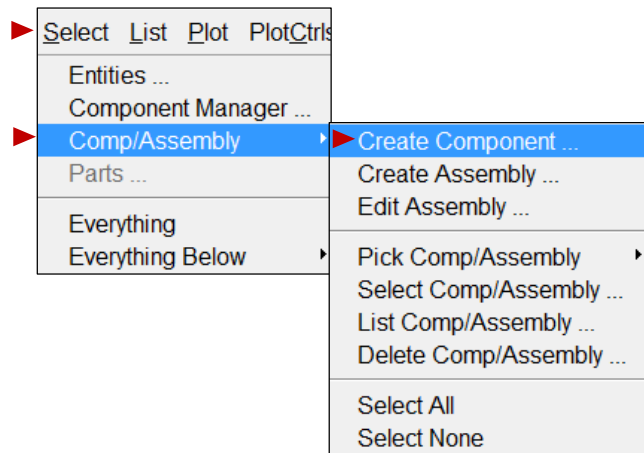 Select List Plot PlotCtrls
Entities ...
Component Manager ...
Comp/Assembly
Parts ...
Everything
Everything Below
Create Component ...
Create Assembly ...
Edit Assembly ...
Pick Comp/Assembly
Select Comp/Assembly ...
List Comp/Assembly ...
Delete Comp/Assembly ...
Select All
Select None